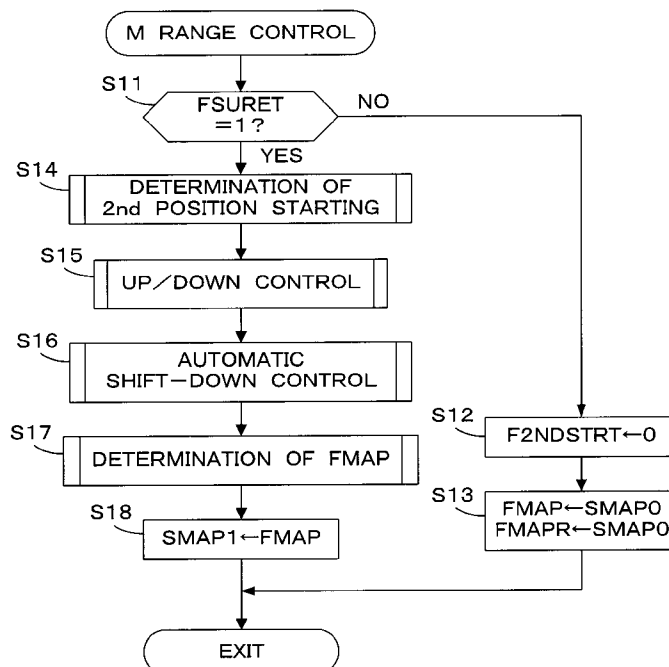 M RANGE CONTROL
S11
FSURET
=1?
NO
YES
S14
DETERMINATION OF
2nd POSITION STARTING
S15
UP/DOWN CONTROL
S16
AUTOMATIC
SHIFT-DOWN CONTROL
S17
DETERMINATION OF FMAP
S18
SMAP1←FMAP
S12
F2NDSTRT←0
S13
FMAP←SMAP0
FMAPR←SMAP0
EXIT